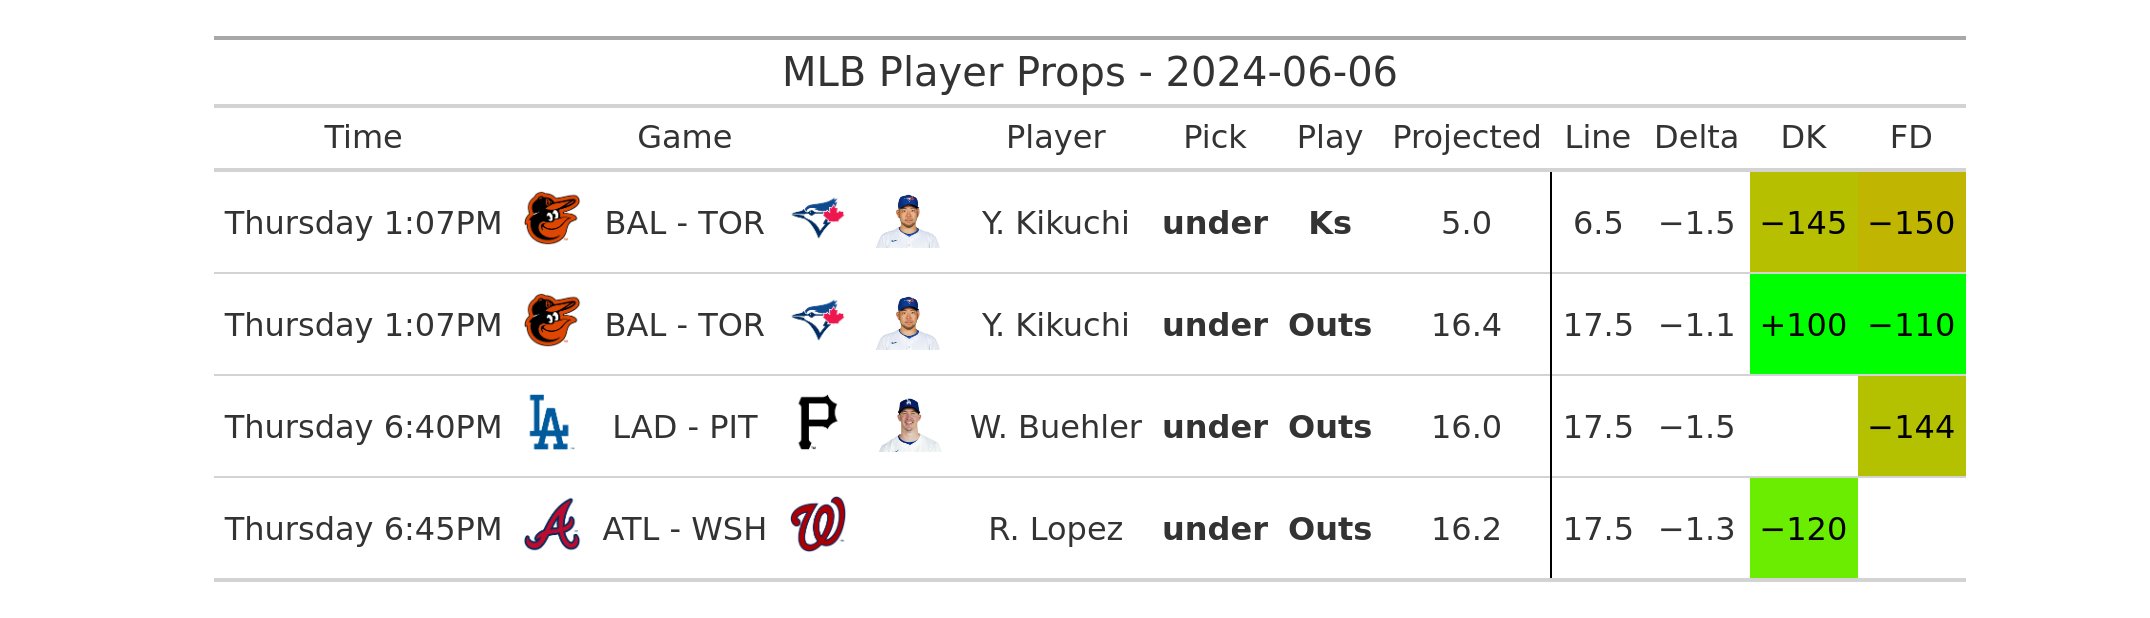 MLB Player Props - 2024-06-06
Time Game Player Pick Play Projected Line Delta DK FD
Thursday 1:07PM BAL - TOR Y. Kikuchi under Ks 5.0 6.5 −1.5 −145 −150
Thursday 1:07PM BAL - TOR Y. Kikuchi under Outs 16.4 17.5 −1.1 +100 −110
Thursday 6:40PM LA LAD - PIT P W. Buehler under Outs 16.0 17.5 −1.5 −144
Thursday 6:45PM A ATL - WSH W R. Lopez under Outs 16.2 17.5 −1.3 −120